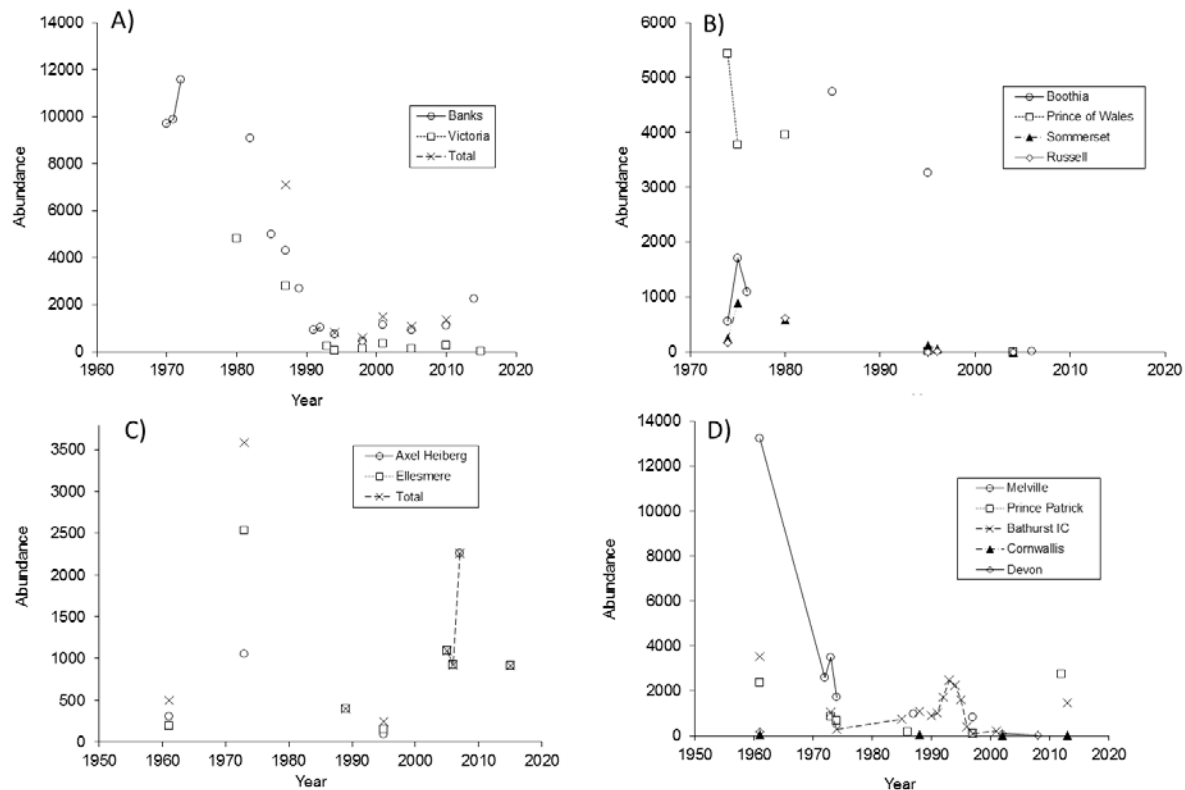 A)
14000
12000
10000
8000
6000
4000
2000
0
Abundance
1960 1970 1980 1990 2000 2010 2020
Year
Banks
Victoria
Total
B)
6000
5000
4000
3000
2000
1000
0
Abundance
1970 1980 1990 2000 2010 2020
Boothia
Prince of Wales
Sommerset
Russell
C)
3500
3000
2500
2000
1500
1000
500
0
Abundance
1950 1960 1970 1980 1990 2000 2010 2020
Year
Axel Heiberg
Ellesmere
Total
D)
14000
12000
10000
8000
6000
4000
2000
0
Abundance
1950 1960 1970 1980 1990 2000 2010 2020
Year
Melville
Prince Patrick
Bathurst IC
Cornwallis
Devon